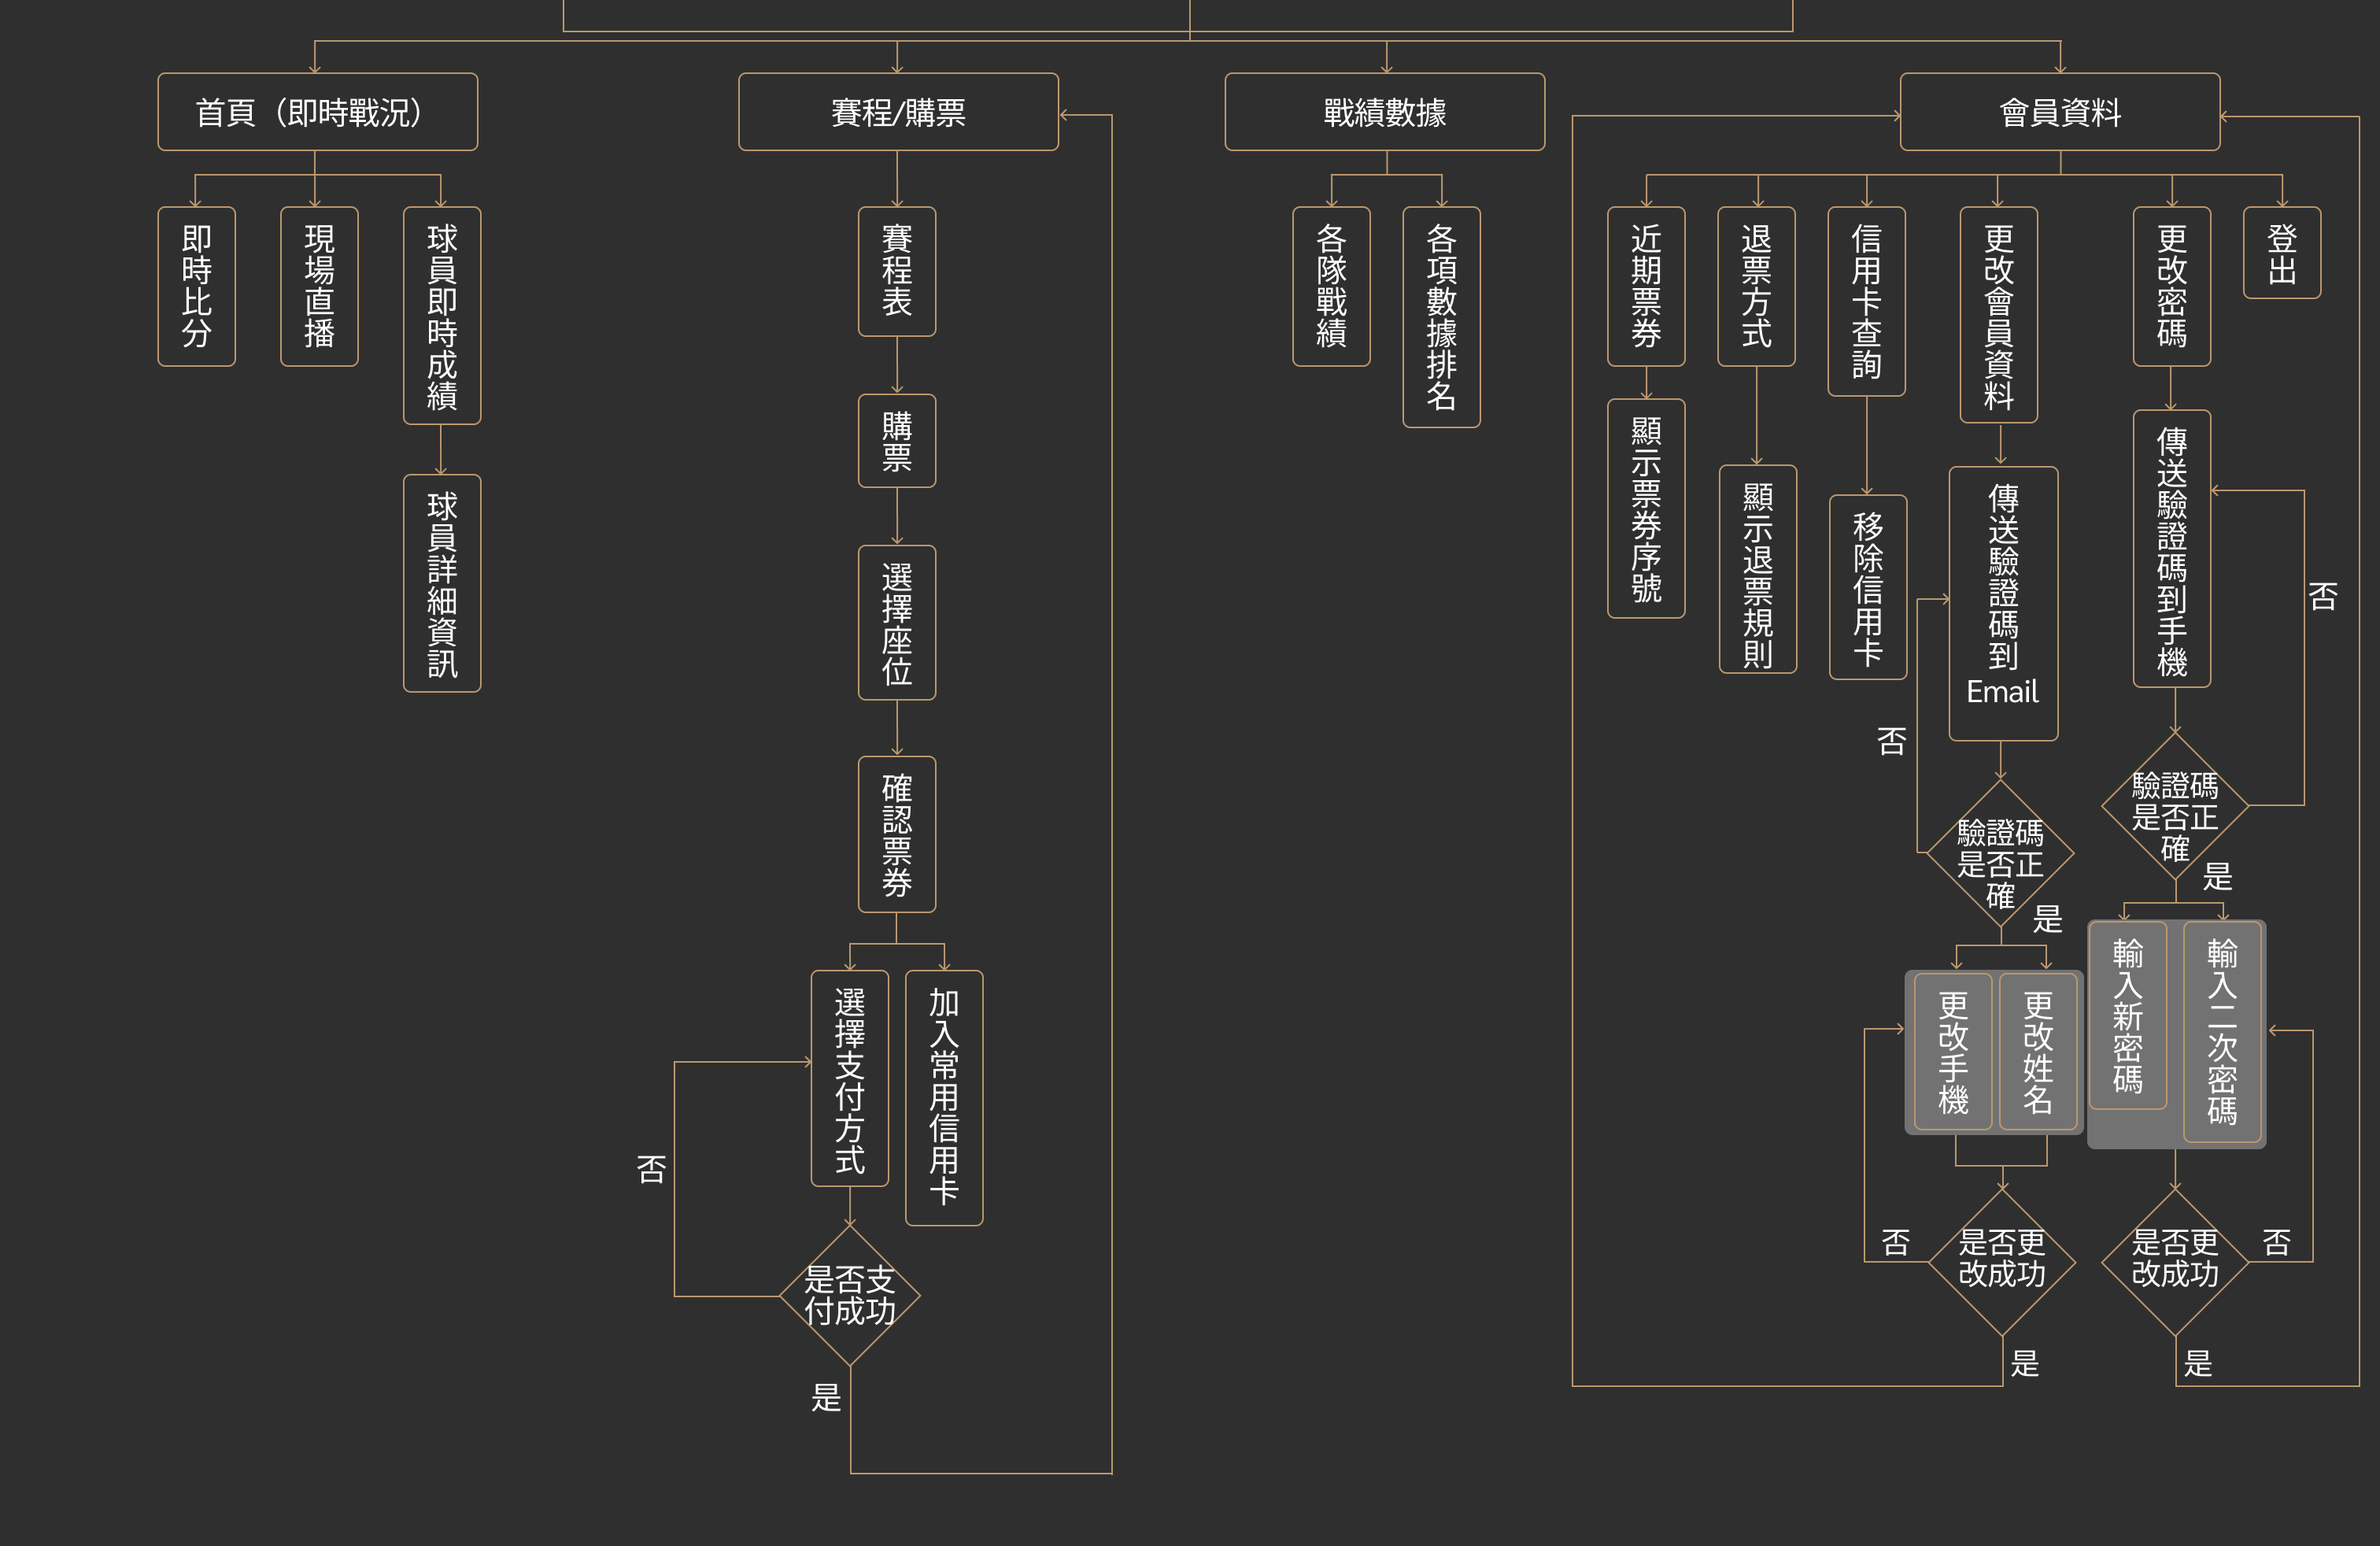 首頁（即時戰況）
賽程/購票
戰績數據
會員資料
即時比分
現場直播
球員即時成績
賽程表
各隊戰績
各項數據排名
近期票券
退票方式
信用卡查詢
更改會員資料
更改密碼
登出
球員詳細資訊
購票
選擇座位
確認票券
選擇支付方式
加入常用信用卡
否
是否支
付成功
是
顯示票券序號
顯示退票規則
移除信用卡
傳送驗證碼到
Email
傳送驗證碼到手機
否
否
驗證碼
是否正
確
是
驗證碼
是否正
確
是
更改手機
更改姓名
輸入新密碼
輸入二次密碼
否
是否更
改成功
是
是否更
改成功
否
是